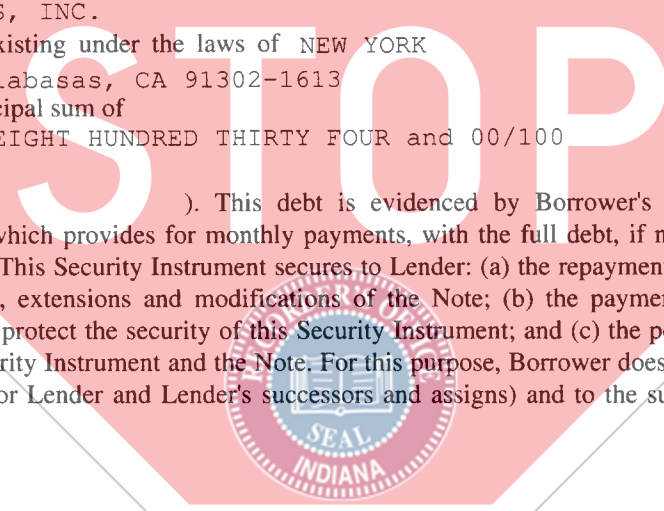 S, INC.
xisting under the laws of NEW YORK
labasas, CA 91302-1613
cipal sum of
EIGHT HUNDRED THIRTY FOUR and 00/100
). This debt is evidenced by Borrower's
which provides for monthly payments, with the full debt, if n
This Security Instrument secures to Lender: (a) the repaymen
, extensions and modifications of the Note; (b) the paymen
protect the security of this Security Instrument; and (c) the p
rity Instrument and the Note. For this purpose, Borrower does
or Lender and Lender's successors and assigns) and to the su
STOP
RECORDER'S OFFICE
SEAL
INDIANA